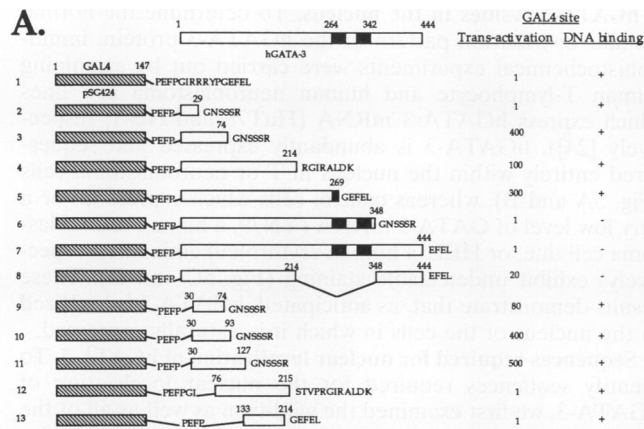 A.
1 264 GAL4 site
hGATA-3 Trans-activation DNA binding
1 GAL4 147
PEFPRRIYGEFEL 1 +
pSG424
2 PEFP 29 GNSSSR 1 +
3 PEFP 74 GNSSSR 400 +
4 PEFP 214 RGIRALDK 100 +
5 PEFP 269 GEFEL 300 +
6 PEFP 348 GNSSSR 1 +
7 PEFP 444 EFEL 1 +
8 PEFP 214 348 444 EFEL 20 -
9 PEFP 30 74 GNSSSR 80 +
10 PEFP 30 93 GNSSSR 400 +
11 PEFP 30 127 GNSSSR 500 +
12 PEFPGI 76 215 STVPRGIRALDK 1 +
13 PEFP 133 214 GEFEL 1 +